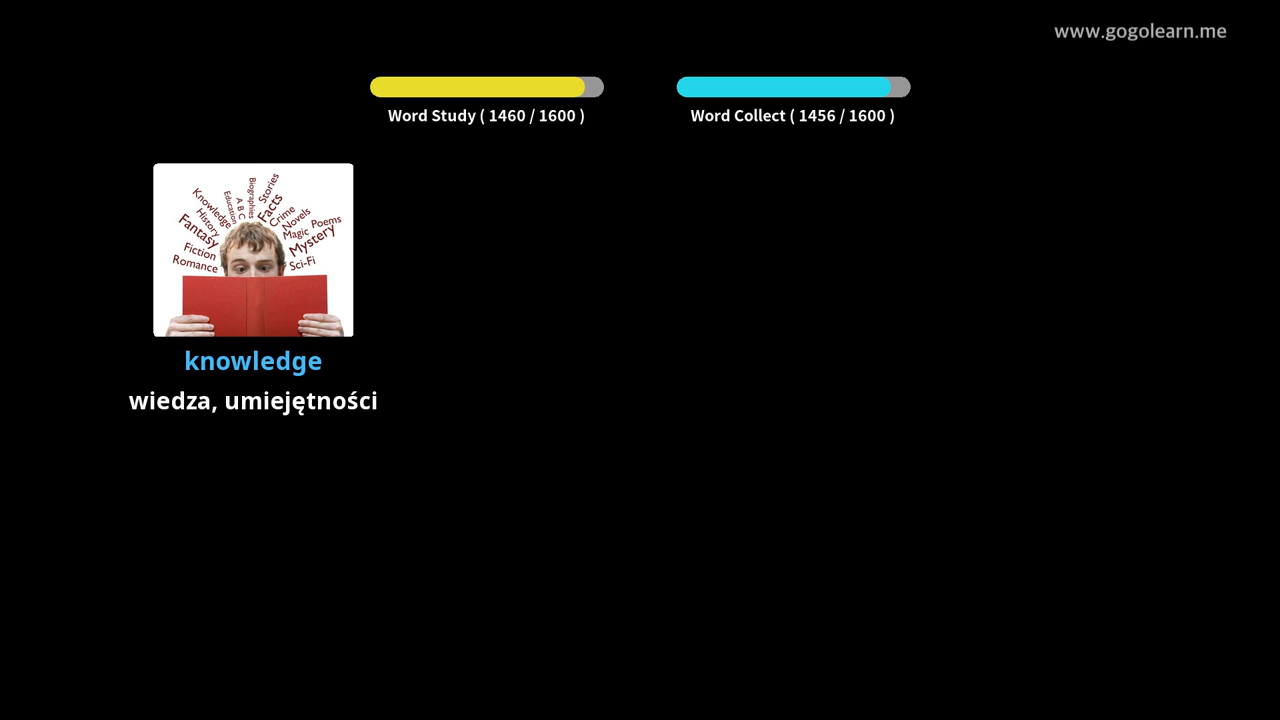 www.gogolearn.me
Word Study ( 1460 / 1600 )
Word Collect ( 1456 / 1600 )
Stories
Biographies
Facts
A B C
Education
Crime
Knowledge
Novels
History
Poems
Magic
Fantasy
Mystery
Fiction
Sci-Fi
Romance
knowledge
wiedza, umiejętności